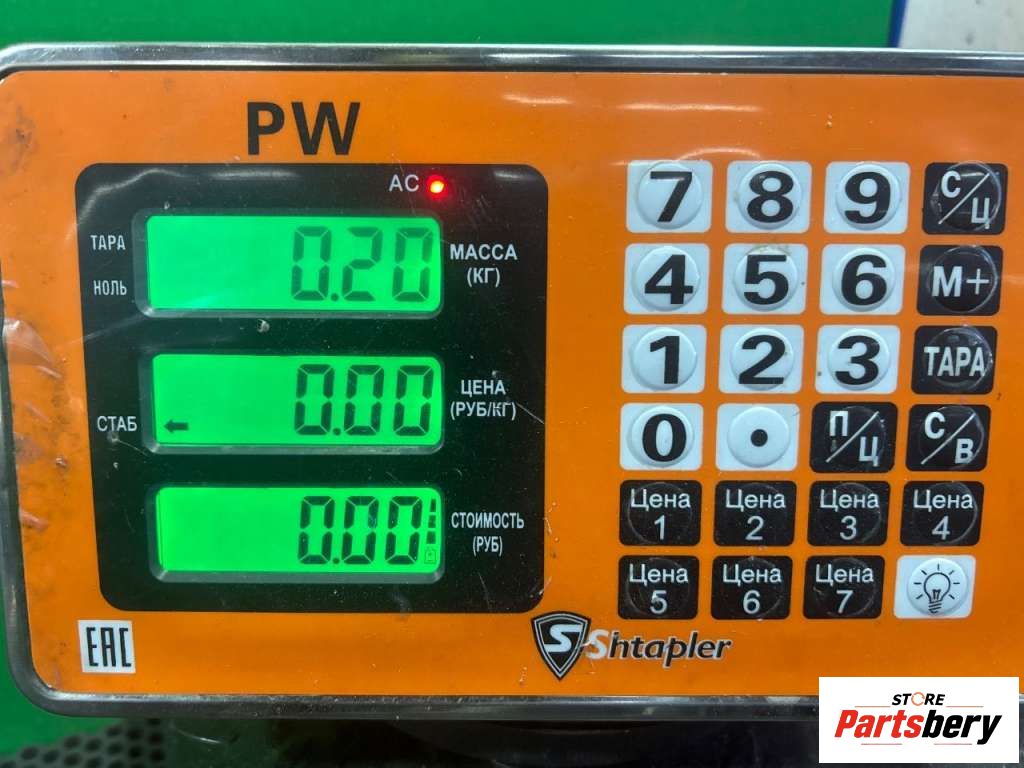 PW
AC
ТАРА
НОЛЬ
0.20
МАССА
(КГ)
СТАБ
0.00
ЦЕНА
(РУБ/КГ)
0.00
СТОИМОСТЬ
(РУБ)
7 8 9 С/Ц
4 5 6 М+
1 2 3 ТАРА
0 • П/Ц С/В
Цена 1 Цена 2 Цена 3 Цена 4
Цена 5 Цена 6 Цена 7
EAC
S Shtapler
STORE
Partsbery